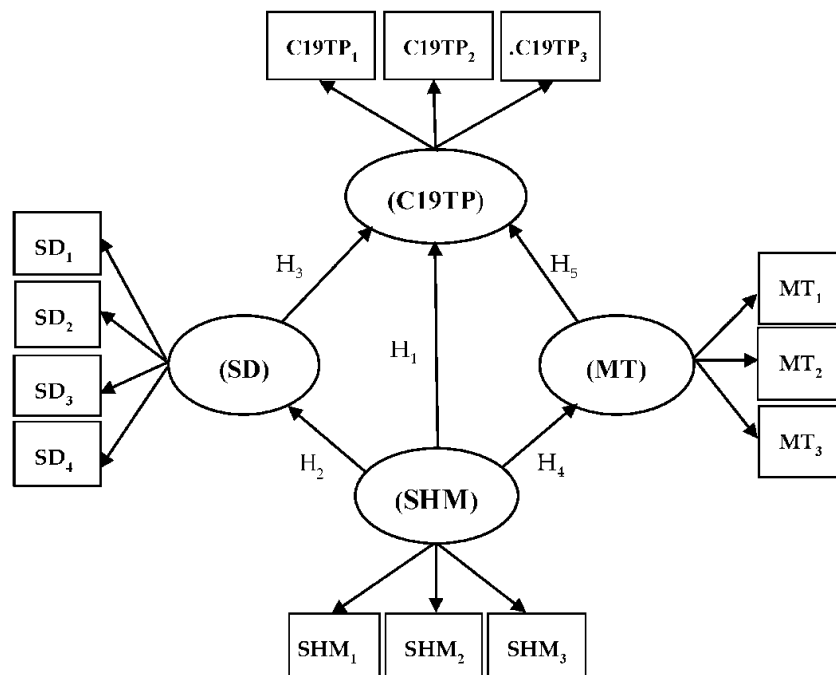 C19TP₁ C19TP₂ .C19TP₃
(C19TP)
SD₁
SD₂
SD₃
SD₄
H₃
H₅
MT₁
MT₂
MT₃
(SD)
H₁
(MT)
H₂
H₄
(SHM)
SHM₁ SHM₂ SHM₃